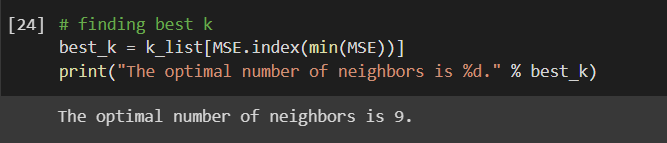 [24] # finding best k
best_k = k_list[MSE.index(min(MSE))]
print("The optimal number of neighbors is %d." % best_k)
The optimal number of neighbors is 9.